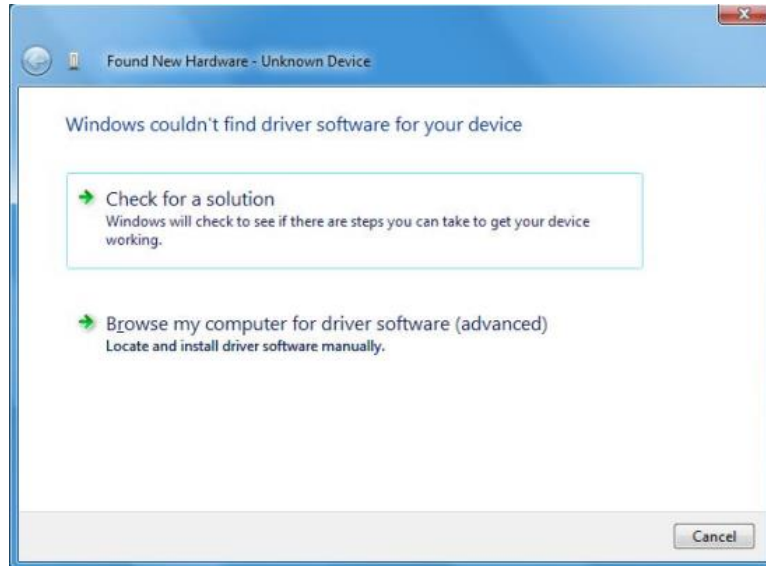 Found New Hardware - Unknown Device
Windows couldn't find driver software for your device
Check for a solution
Windows will check to see if there are steps you can take to get your device
working.
Browse my computer for driver software (advanced)
Locate and install driver software manually.
Cancel